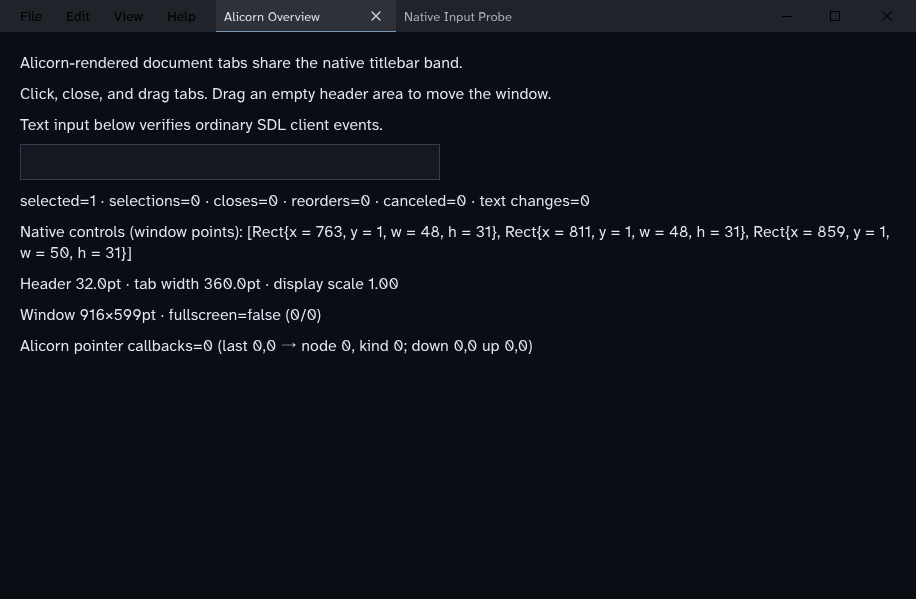 File Edit View Help Alicorn Overview Native Input Probe
Alicorn-rendered document tabs share the native titlebar band.
Click, close, and drag tabs. Drag an empty header area to move the window.
Text input below verifies ordinary SDL client events.
selected=1 · selections=0 · closes=0 · reorders=0 · canceled=0 · text changes=0
Native controls (window points): [Rect{x = 763, y = 1, w = 48, h = 31}, Rect{x = 811, y = 1, w = 48, h = 31}, Rect{x = 859, y = 1,
w = 50, h = 31}]
Header 32.0pt · tab width 360.0pt · display scale 1.00
Window 916×599pt · fullscreen=false (0/0)
Alicorn pointer callbacks=0 (last 0,0 → node 0, kind 0; down 0,0 up 0,0)